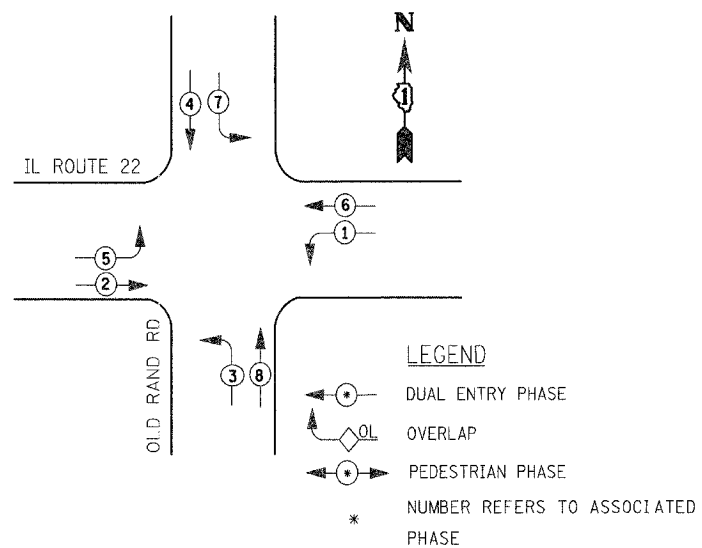 N
1
4 7
IL ROUTE 22
6
1
5
2
OLD RAND RD
3 8
LEGEND
* DUAL ENTRY PHASE
OL OVERLAP
* PEDESTRIAN PHASE
* NUMBER REFERS TO ASSOCIATED
PHASE